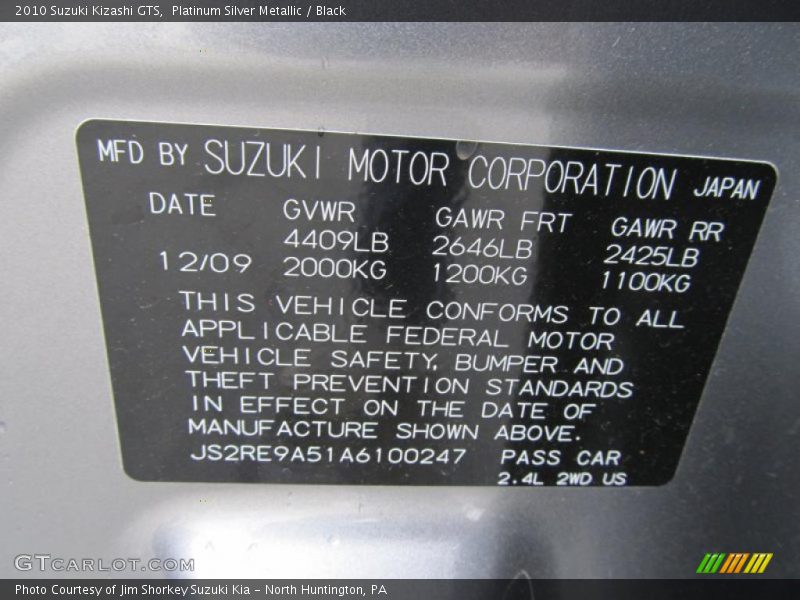 2010 Suzuki Kizashi GTS,  Platinum Silver Metallic / Black
MFD BY SUZUKI MOTOR CORPORATION JAPAN
DATE GVWR GAWR FRT GAWR RR
4409LB 2646LB 2425LB
12/09 2000KG 1200KG 1100KG
THIS VEHICLE CONFORMS TO ALL
APPLICABLE FEDERAL MOTOR
VEHICLE SAFETY, BUMPER AND
THEFT PREVENTION STANDARDS
IN EFFECT ON THE DATE OF
MANUFACTURE SHOWN ABOVE.
JS2RE9A51A6100247 PASS CAR
2.4L 2WD US
GTCARLOT.COM
Photo Courtesy of Jim Shorkey Suzuki Kia – North Huntington, PA